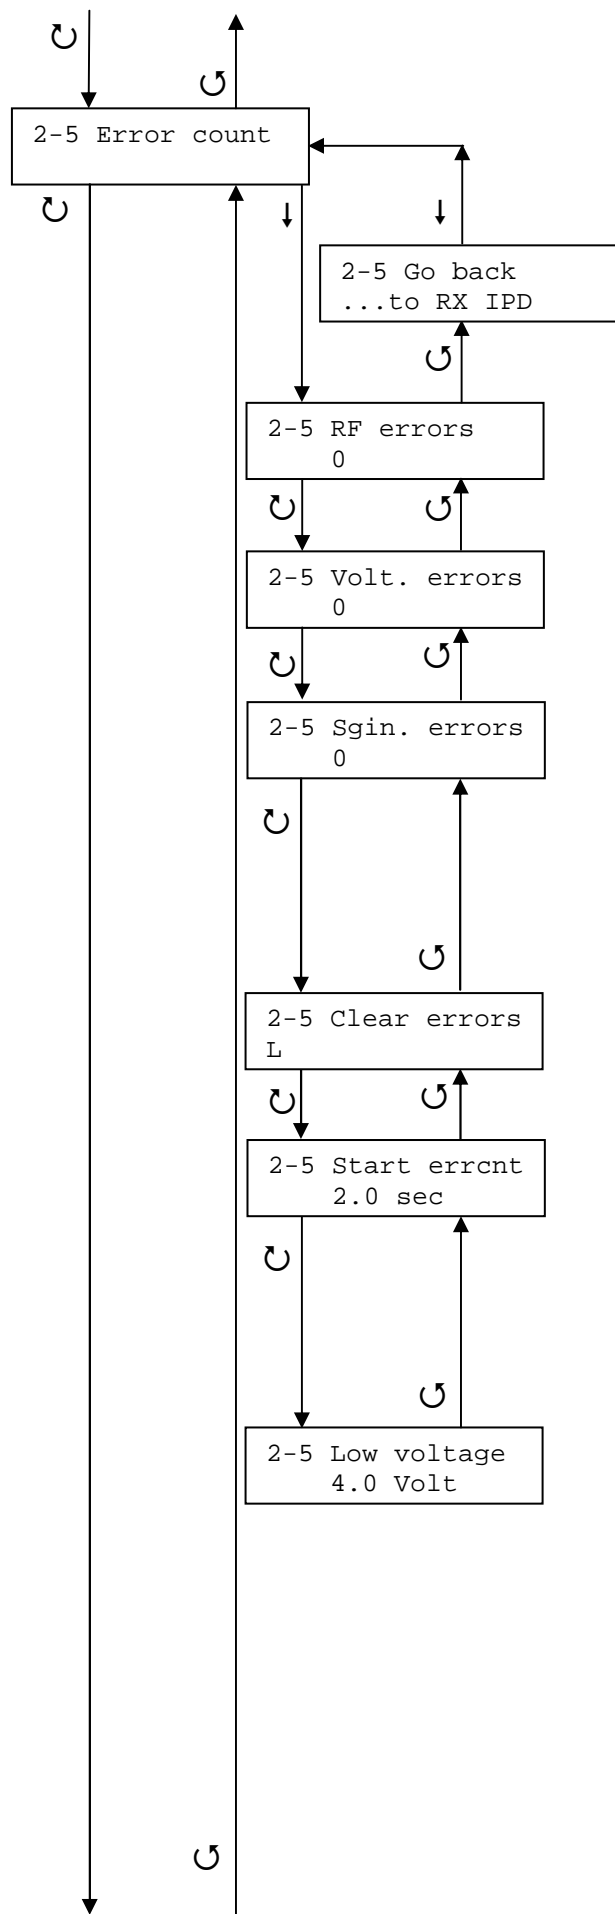 2-5 Error count
2-5 Go back
...to RX IPD
2-5 RF errors
0
2-5 Volt. errors
0
2-5 Sgin. errors
0
2-5 Clear errors
L
2-5 Start errcnt
2.0 sec
2-5 Low voltage
4.0 Volt